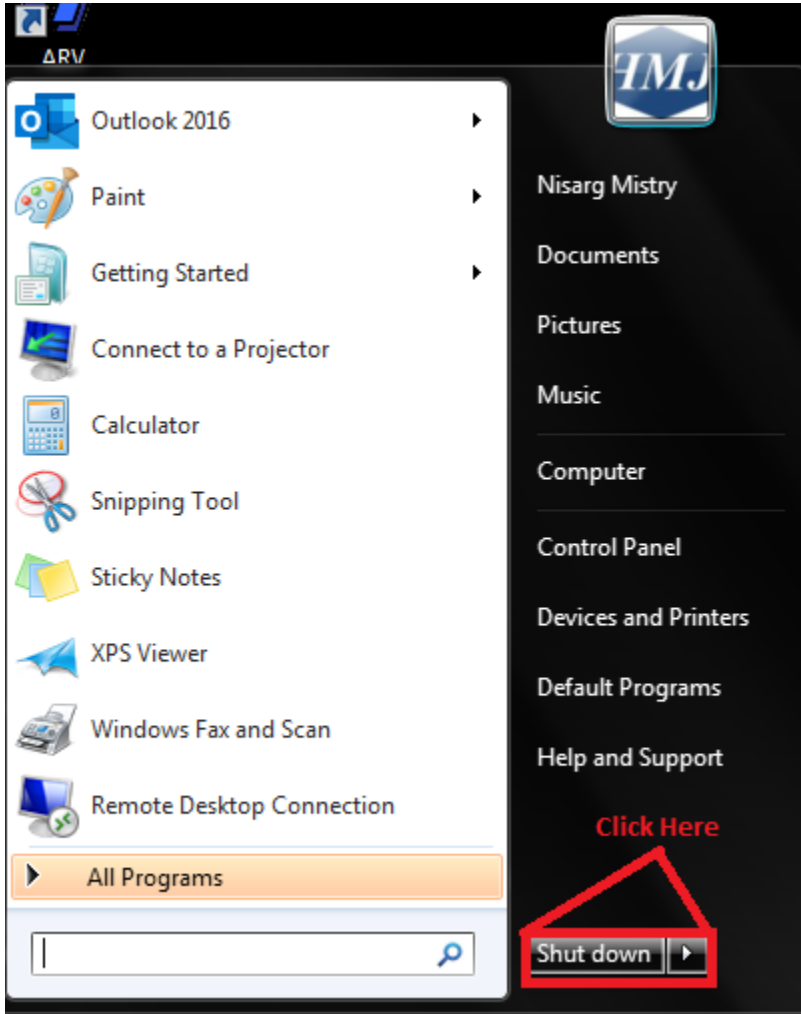 ARV
HMJ
Outlook 2016
Paint
Getting Started
Connect to a Projector
Calculator
Snipping Tool
Sticky Notes
XPS Viewer
Windows Fax and Scan
Remote Desktop Connection
All Programs
Nisarg Mistry
Documents
Pictures
Music
Computer
Control Panel
Devices and Printers
Default Programs
Help and Support
Click Here
Shut down